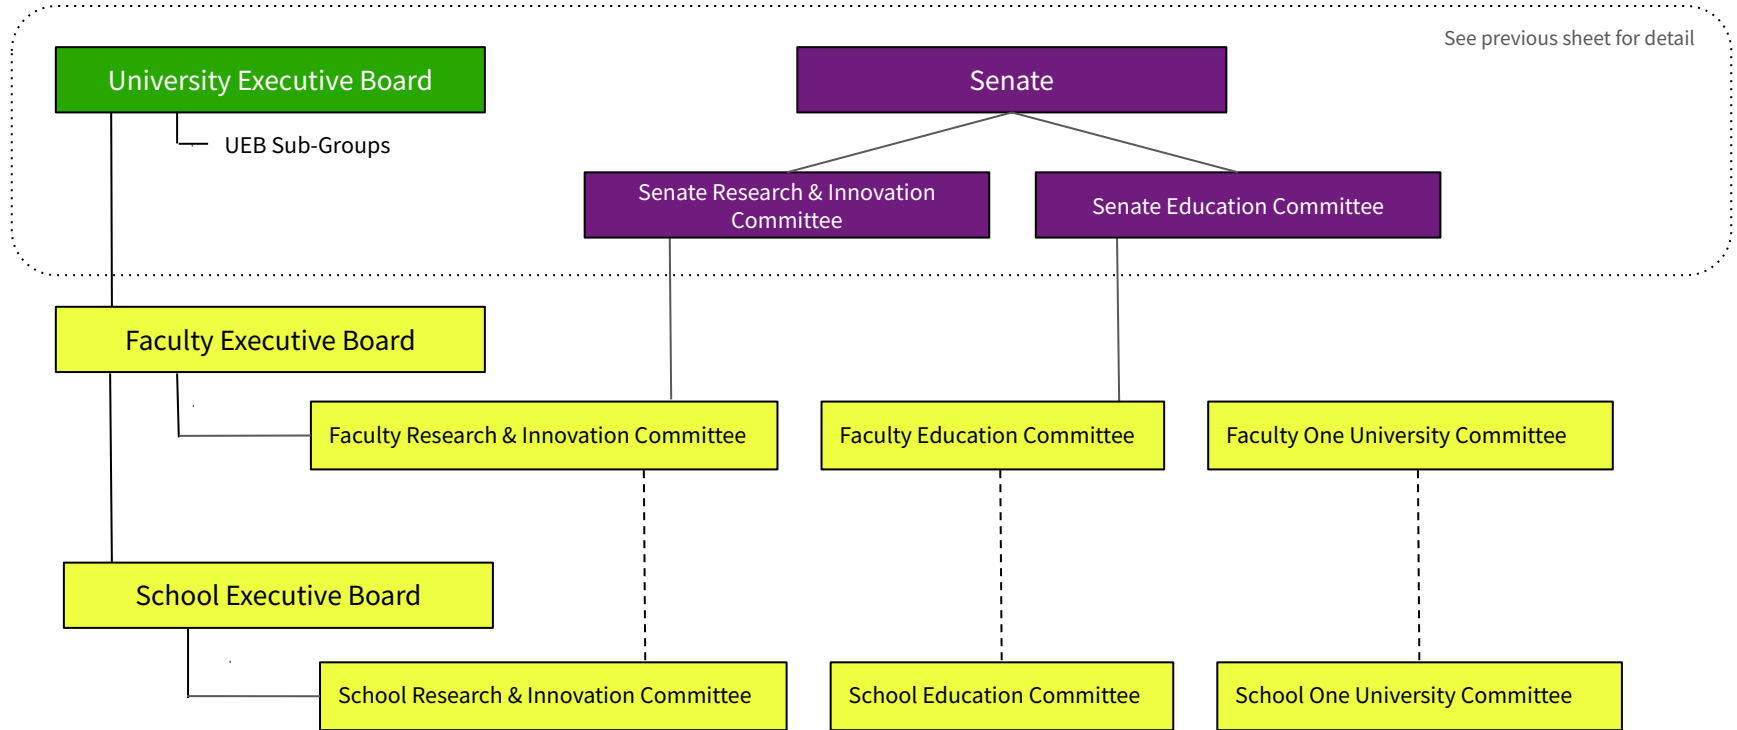 See previous sheet for detail
University Executive Board
Senate
UEB Sub-Groups
Senate Research & Innovation
Committee
Senate Education Committee
Faculty Executive Board
Faculty Research & Innovation Committee
Faculty Education Committee
Faculty One University Committee
School Executive Board
School Research & Innovation Committee
School Education Committee
School One University Committee